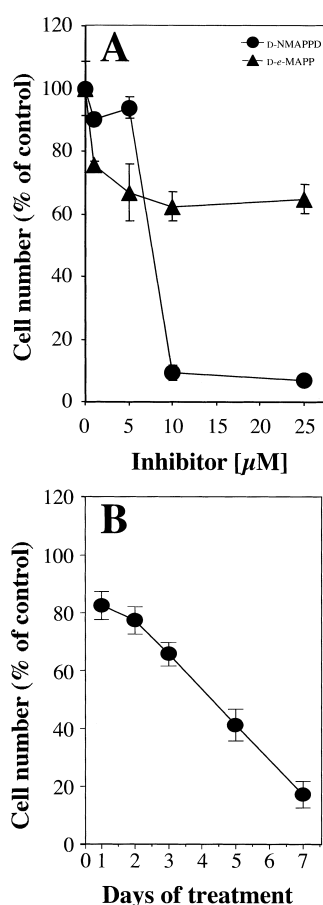 A
D-NMAPPD
D-e-MAPP
Cell number (% of control)
120
100
80
60
40
20
0
0 5 10 15 20 25
Inhibitor [µM]
B
Cell number (% of control)
120
100
80
60
40
20
0
0 1 2 3 4 5 6 7
Days of treatment